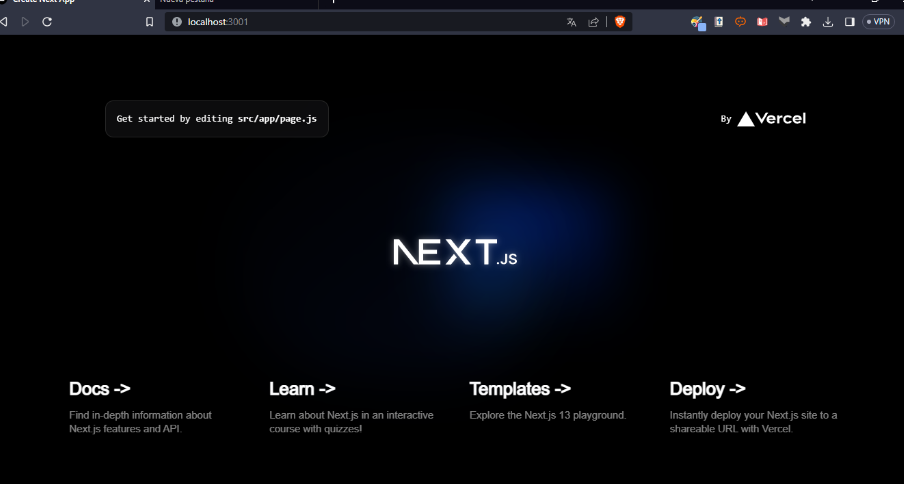 Create Next App
Nueva pestaña
localhost:3001
VPN
Get started by editing src/app/page.js
By Vercel
NEXT.JS
Docs ->
Learn ->
Templates ->
Deploy ->
Find in-depth information about
Next.js features and API.
Learn about Next.js in an interactive
course with quizzes!
Explore the Next.js 13 playground.
Instantly deploy your Next.js site to a
shareable URL with Vercel.